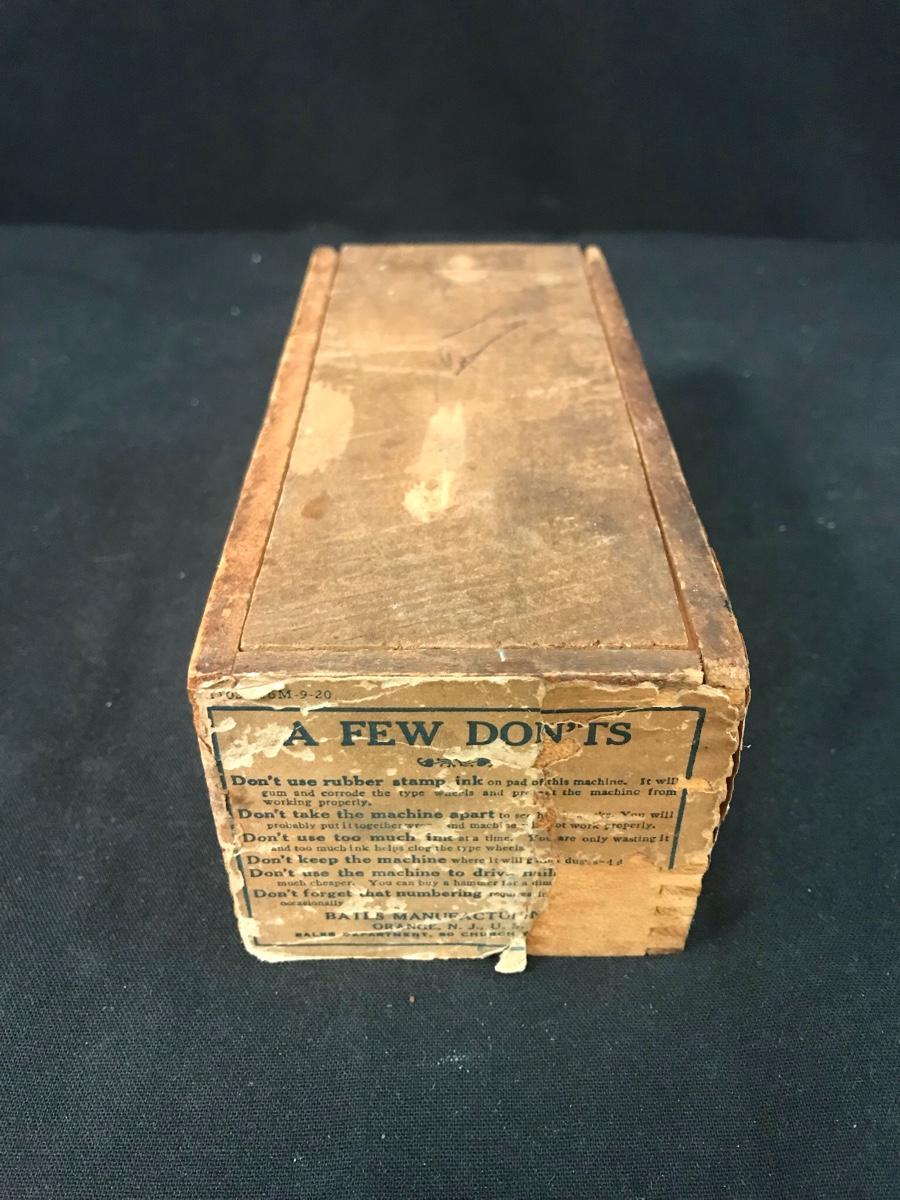 6M-9-20
A FEW DON'TS
Don't use rubber stamp ink on pad of this machine. It will
gum and corrode the type wheels and the machine from
working properly.
Don't take the machine apart to You will
probably put it together and not work properly.
Don't use too much ink at a time. You are only wasting it
and too much ink helps clog the type wheels
Don't keep the machine where it will
Don't use the machine to drive nail
much cheaper. You can buy a hammer for a dim
Don't forget that numbering
occasionally
MANUFACTURIN
ORANGE, N. J., U. S.
SALES DEPARTMENT, 50 CHURCH